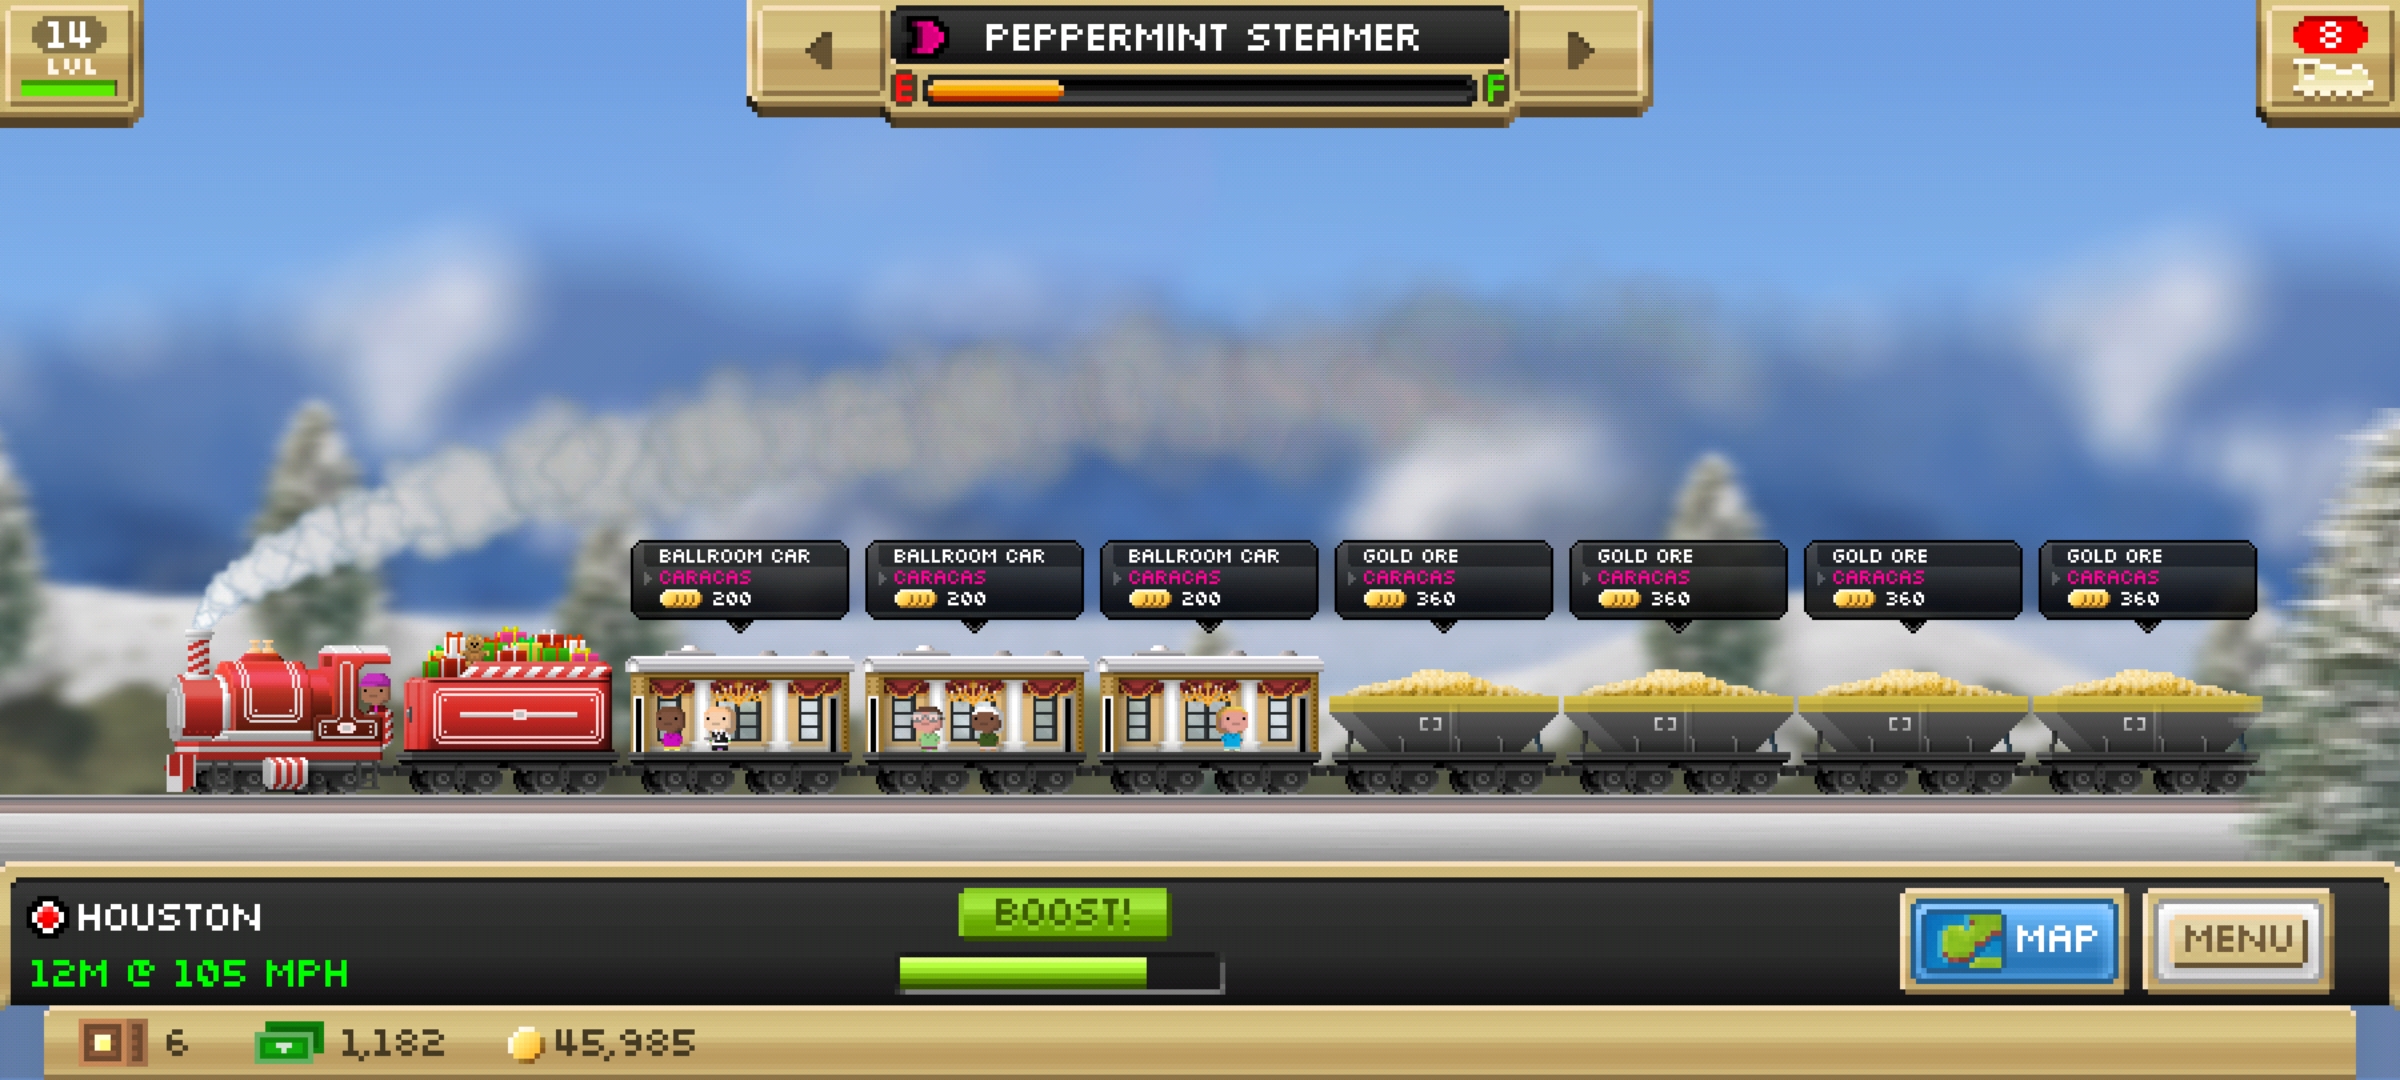 14
LVL
PEPPERMINT STEAMER
E F
8
BALLROOM CAR
CARACAS
200
BALLROOM CAR
CARACAS
200
BALLROOM CAR
CARACAS
200
GOLD ORE
CARACAS
360
GOLD ORE
CARACAS
360
GOLD ORE
CARACAS
360
GOLD ORE
CARACAS
360
HOUSTON
12M @ 105 MPH
BOOST!
MAP
MENU
6 1,182 45,985